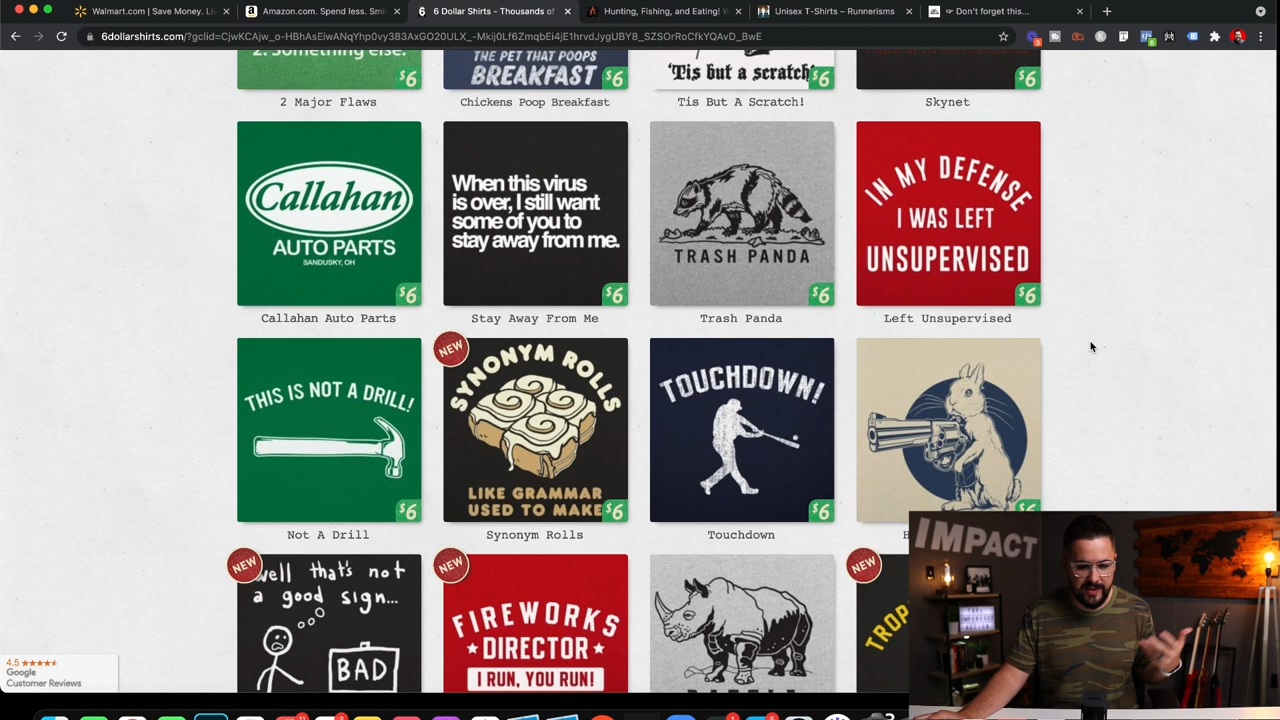 Walmart.com | Save Money. Li
Amazon.com. Spend less. Smi
6 Dollar Shirts - Thousands of
Hunting, Fishing, and Eating! W
Unisex T-Shirts – Runnerisms
Don't forget this...
6dollarshirts.com/?gclid=CjwKCAjw_o-HBhAsEiwANqYhp0vy383AxGO20ULX_-Mkij0Lf6ZmqbEi4jE1hrvdJygUBY8_SZSOrRoCfkYQAvD_BwE
2. Something else.
$6
THE PET THAT POOPS
BREAKFAST
$6
'Tis but a scratch!
$6
$6
2 Major Flaws
Chickens Poop Breakfast
Tis But A Scratch!
Skynet
Callahan
AUTO PARTS
SANDUSKY, OH
$6
When this virus
is over, I still want
some of you to
stay away from me.
$6
TRASH PANDA
$6
IN MY DEFENSE
I WAS LEFT
UNSUPERVISED
$6
Callahan Auto Parts
Stay Away From Me
Trash Panda
Left Unsupervised
THIS IS NOT A DRILL!
$6
NEW
SYNONYM ROLLS
LIKE GRAMMAR
USED TO MAKE
$6
TOUCHDOWN!
$6
$6
Not A Drill
Synonym Rolls
Touchdown
NEW
well that's not
a good sign...
BAD
NEW
FIREWORKS
DIRECTOR
I RUN, YOU RUN!
NEW
TROP
IMPACT
4.5
Google
Customer Reviews